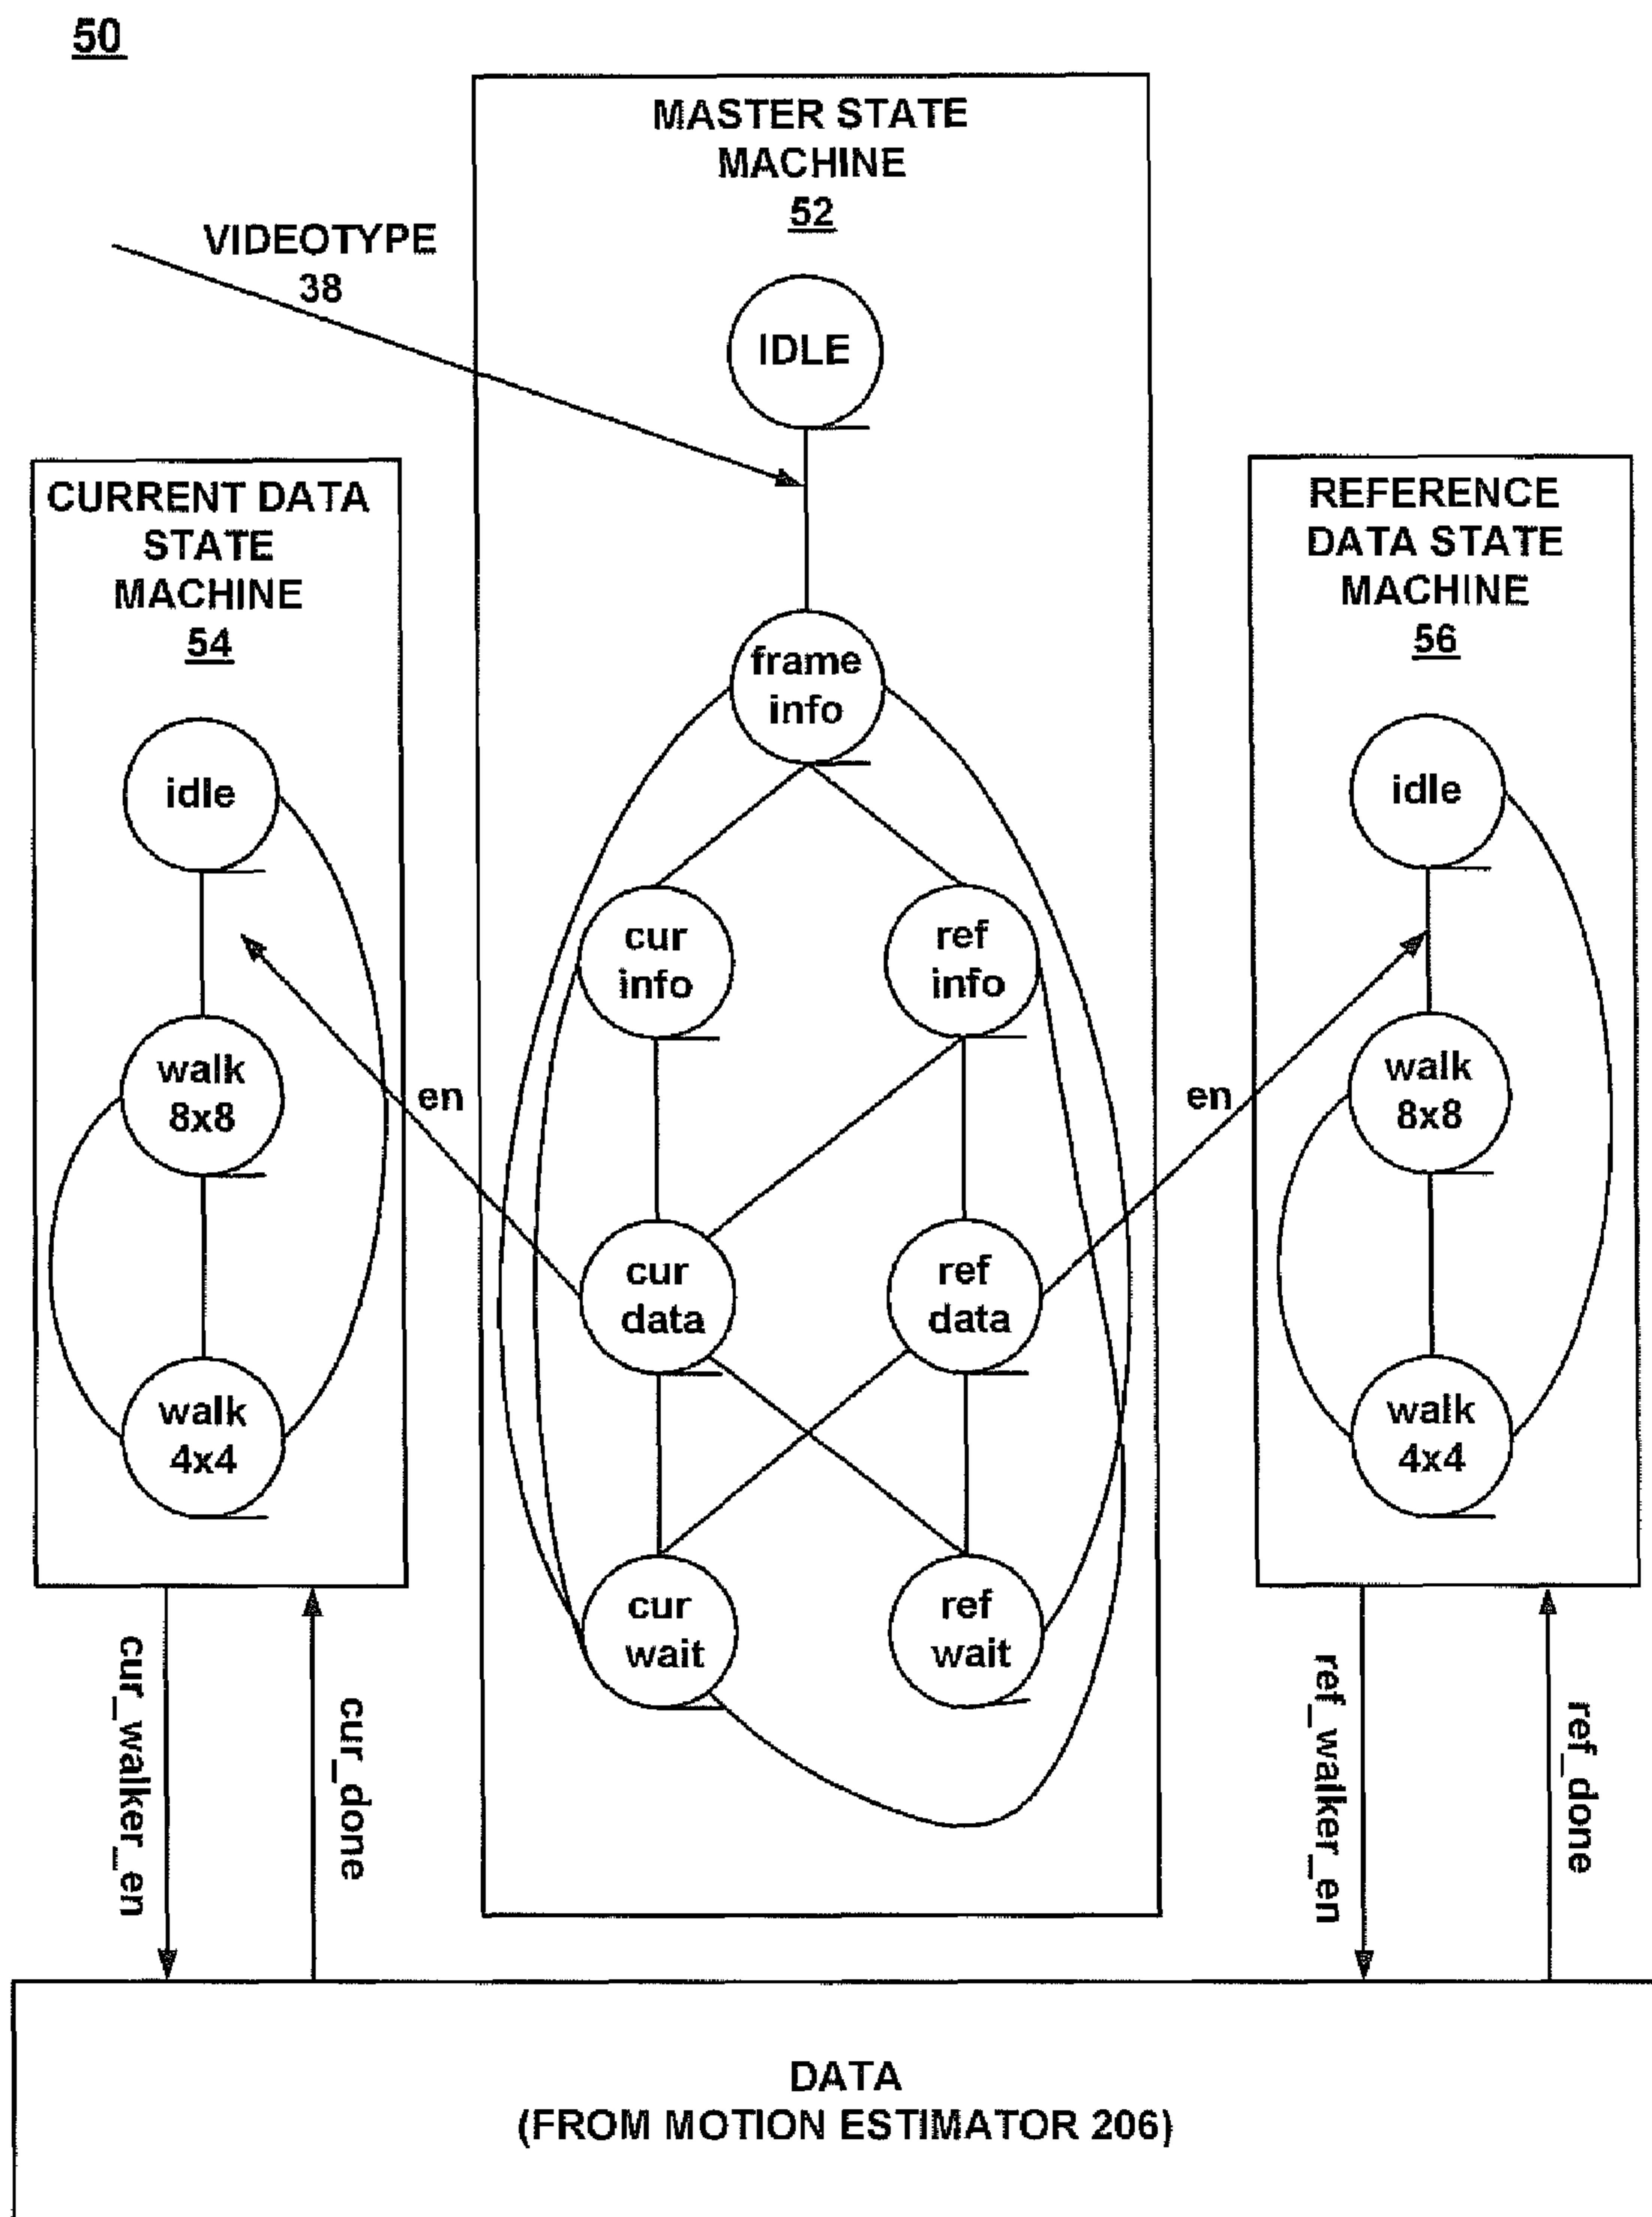 50
MASTER STATE
MACHINE
52
VIDEOTYPE
38
IDLE
CURRENT DATA
STATE
MACHINE
54
REFERENCE
DATA STATE
MACHINE
56
frame
info
idle
idle
cur
info
ref
info
walk
8x8
en
en
walk
8x8
cur
data
ref
data
walk
4x4
walk
4x4
cur
wait
ref
wait
cur_walker_en
cur_done
ref_walker_en
ref_done
DATA
(FROM MOTION ESTIMATOR 206)